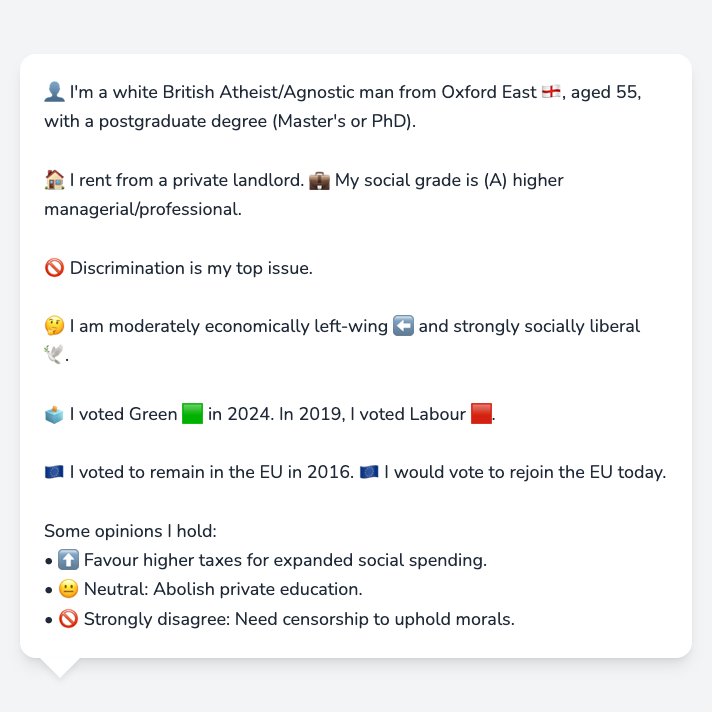 👤 I'm a white British Atheist/Agnostic man from Oxford East 🏴󠁧󠁢󠁥󠁮󠁧󠁿, aged 55,
with a postgraduate degree (Master's or PhD).
🏠 I rent from a private landlord. 💼 My social grade is (A) higher
managerial/professional.
🚫 Discrimination is my top issue.
🤔 I am moderately economically left-wing ⬅️ and strongly socially liberal
🕊️.
🗳️ I voted Green 🟩 in 2024. In 2019, I voted Labour 🟥.
🇪🇺 I voted to remain in the EU in 2016. 🇪🇺 I would vote to rejoin the EU today.
Some opinions I hold:
• ⬆️ Favour higher taxes for expanded social spending.
• 😐 Neutral: Abolish private education.
• 🚫 Strongly disagree: Need censorship to uphold morals.